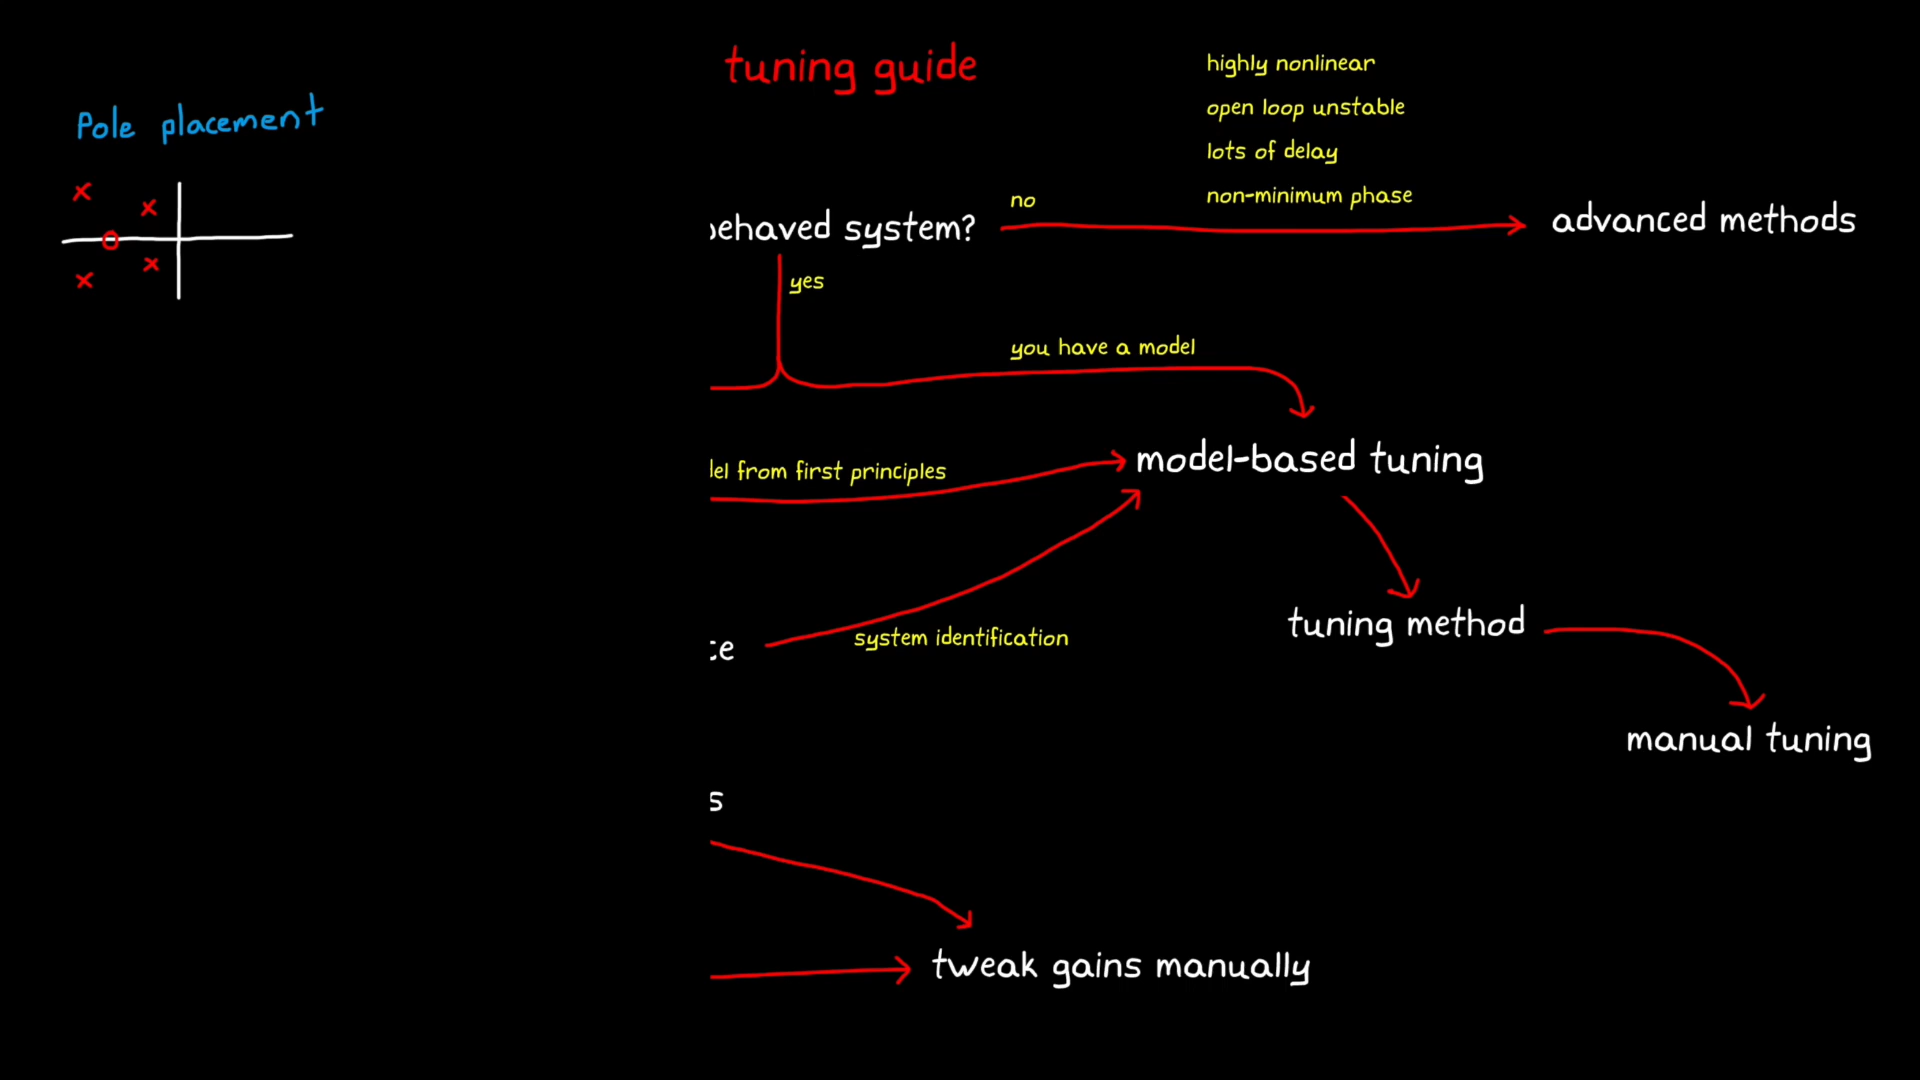 tuning guide
highly nonlinear
open loop unstable
lots of delay
non-minimum phase
Pole placement
system?
no
advanced methods
yes
you have a model
from first principles
model-based tuning
system identification
tuning method
manual tuning
tweak gains manually